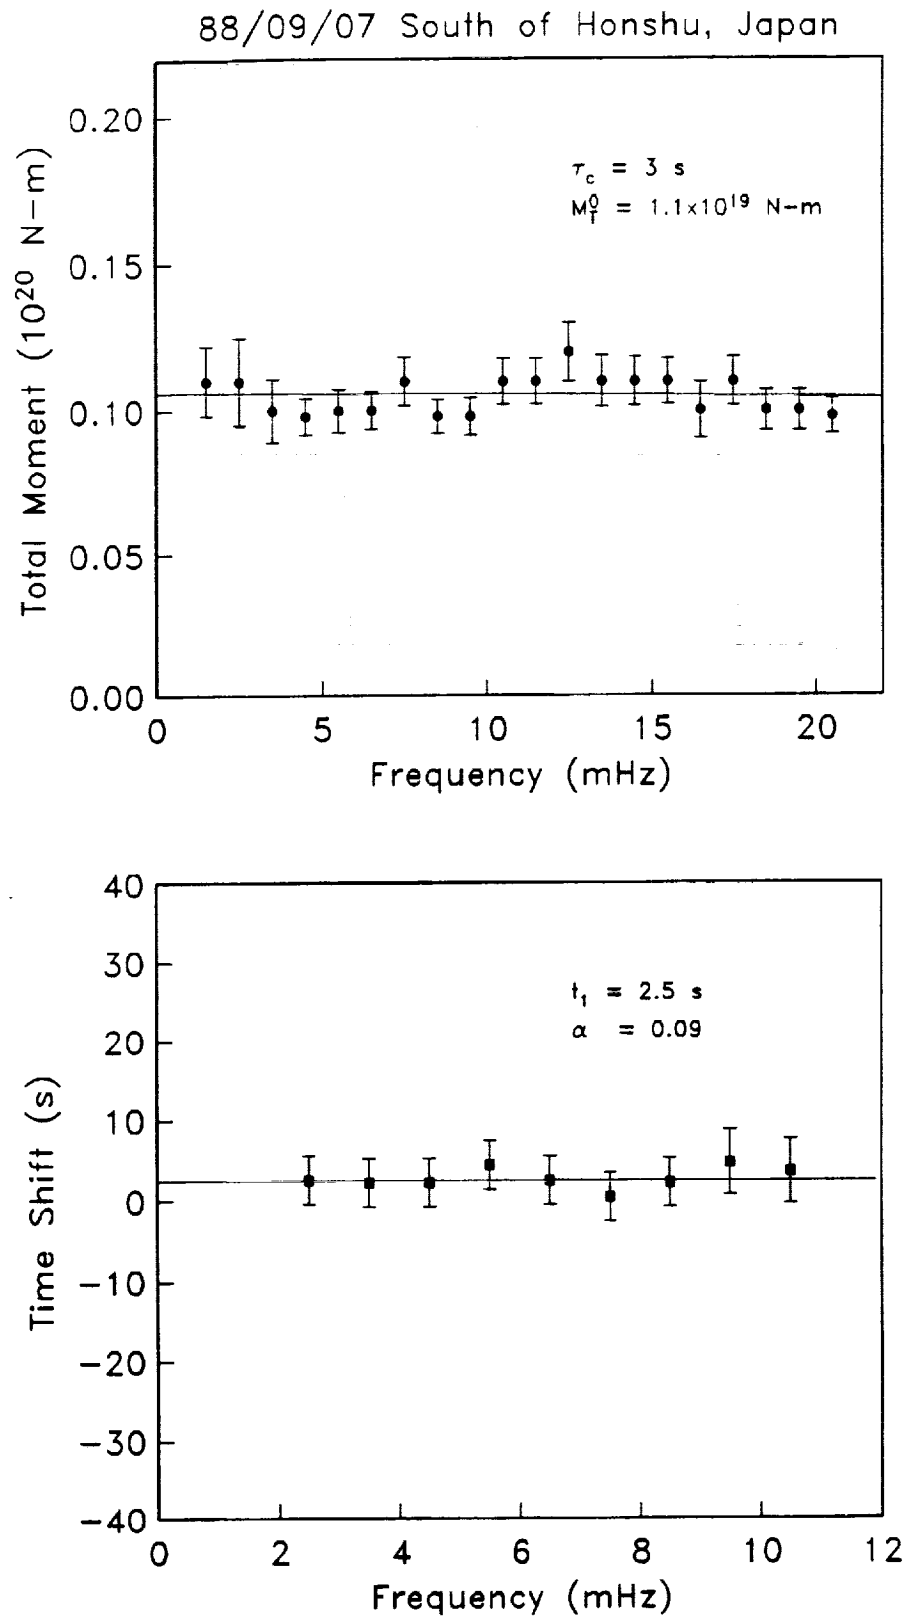 88/09/07 South of Honshu, Japan
0.20
0.15
0.10
0.05
0.00
Total Moment (10²⁰ N−m)
τc = 3 s
M⁰T = 1.1×10¹⁹ N−m
0 5 10 15 20
Frequency (mHz)
40
30
20
10
0
−10
−20
−30
−40
Time Shift (s)
t₁ = 2.5 s
α = 0.09
0 2 4 6 8 10 12
Frequency (mHz)